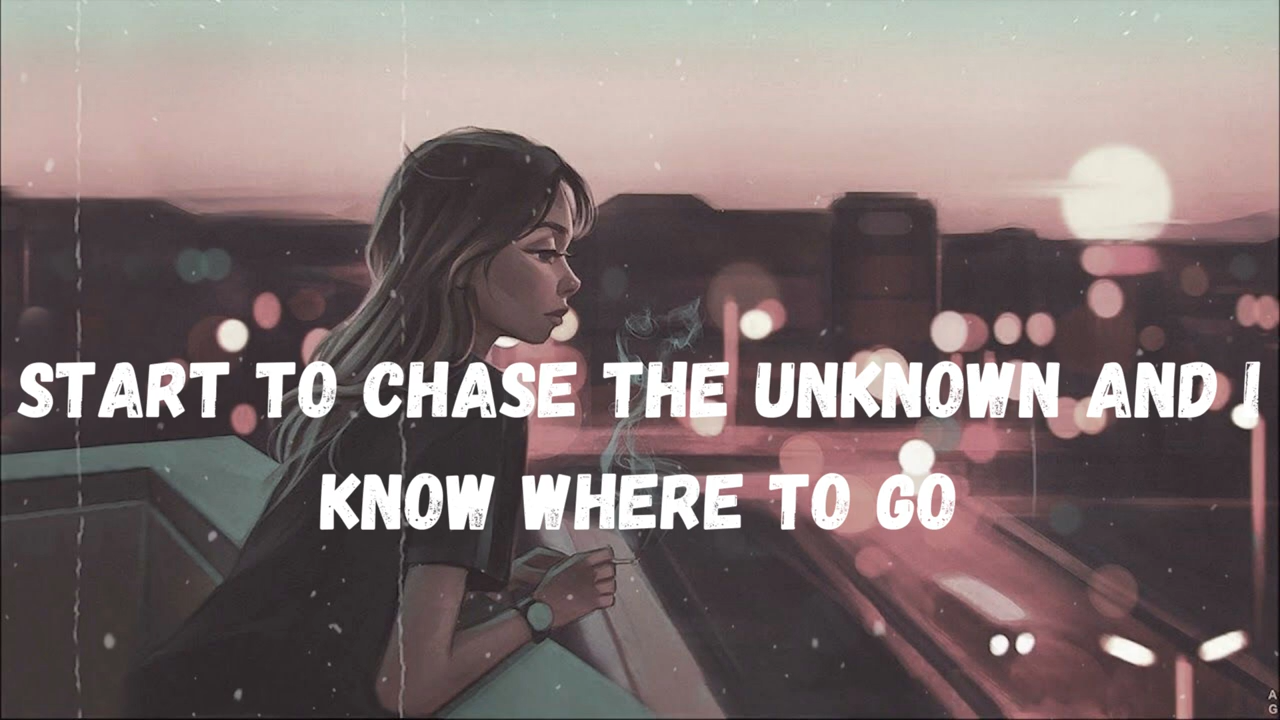 START TO CHASE THE UNKNOWN AND I
KNOW WHERE TO GO
A
G